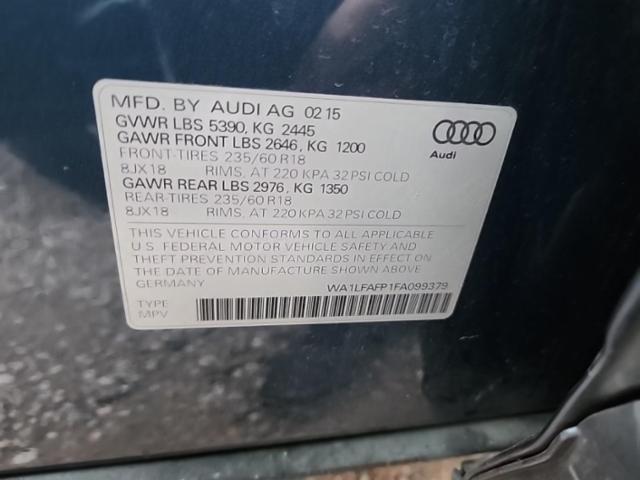 MFD. BY AUDI AG 02 15
GVWR LBS 5390, KG 2445
GAWR FRONT LBS 2646, KG 1200
FRONT-TIRES 235/60 R18
8JX18 RIMS, AT 220 KPA 32 PSI COLD
GAWR REAR LBS 2976, KG 1350
REAR-TIRES 235/60 R18
8JX18 RIMS, AT 220 KPA 32 PSI COLD
Audi
THIS VEHICLE CONFORMS TO ALL APPLICABLE
U.S. FEDERAL MOTOR VEHICLE SAFETY AND
THEFT PREVENTION STANDARDS IN EFFECT ON
THE DATE OF MANUFACTURE SHOWN ABOVE
GERMANY WA1LFAFP1FA099379
TYPE
MPV